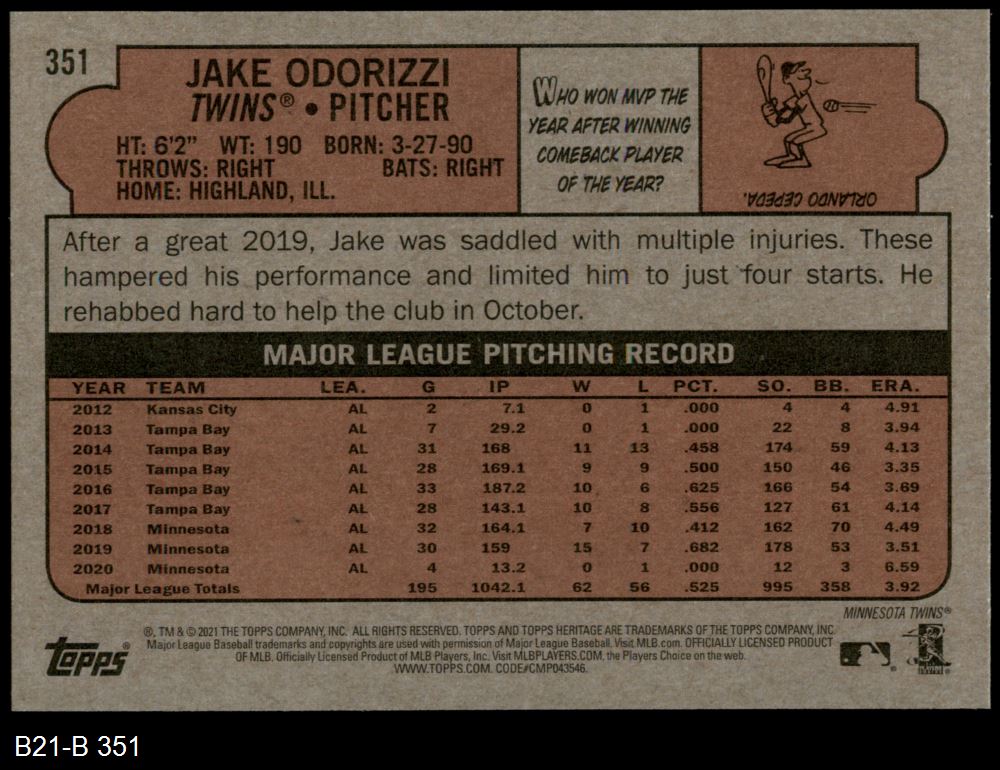 351
JAKE ODORIZZI
TWINS® • PITCHER
HT: 6'2" WT: 190 BORN: 3-27-90
THROWS: RIGHT BATS: RIGHT
HOME: HIGHLAND, ILL.
WHO WON MVP THE
YEAR AFTER WINNING
COMEBACK PLAYER
OF THE YEAR?
ORLANDO CEPEDA.
After a great 2019, Jake was saddled with multiple injuries. These
hampered his performance and limited him to just four starts. He
rehabbed hard to help the club in October.
MAJOR LEAGUE PITCHING RECORD
YEAR TEAM LEA. G IP W L PCT. SO. BB. ERA.
2012 Kansas City AL 2 7.1 0 1 .000 4 4 4.91
2013 Tampa Bay AL 7 29.2 0 1 .000 22 8 3.94
2014 Tampa Bay AL 31 168 11 13 .458 174 59 4.13
2015 Tampa Bay AL 28 169.1 9 9 .500 150 46 3.35
2016 Tampa Bay AL 33 187.2 10 6 .625 166 54 3.69
2017 Tampa Bay AL 28 143.1 10 8 .556 127 61 4.14
2018 Minnesota AL 32 164.1 7 10 .412 162 70 4.49
2019 Minnesota AL 30 159 15 7 .682 178 53 3.51
2020 Minnesota AL 4 13.2 0 1 .000 12 3 6.59
Major League Totals 195 1042.1 62 56 .525 995 358 3.92
MINNESOTA TWINS®
®, TM & © 2021 THE TOPPS COMPANY, INC. ALL RIGHTS RESERVED. TOPPS AND TOPPS HERITAGE ARE TRADEMARKS OF THE TOPPS COMPANY, INC.
Major League Baseball trademarks and copyrights are used with permission of Major League Baseball. Visit MLB.com. OFFICIALLY LICENSED PRODUCT
OF MLB. Officially Licensed Product of MLB Players, Inc. Visit MLBPLAYERS.COM, the Players Choice on the web.
WWW.TOPPS.COM. CODE#CMP043546.
Topps®
B21-B 351